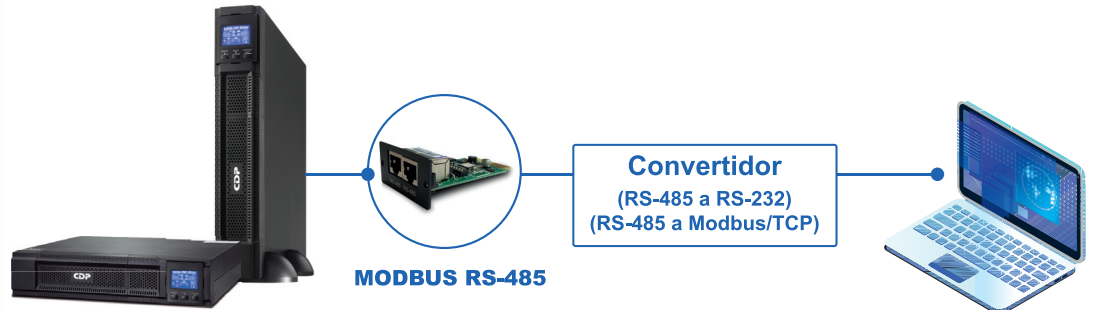 CDP
CDP
MODBUS RS-485
Convertidor
(RS-485 a RS-232)
(RS-485 a Modbus/TCP)